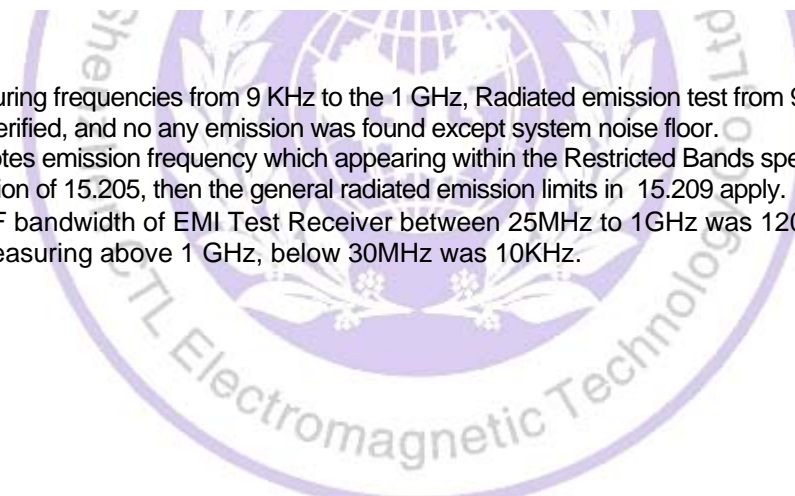 uring frequencies from 9 KHz to the 1 GHz, Radiated emission test from 9
erified, and no any emission was found except system noise floor.
otes emission frequency which appearing within the Restricted Bands spe
ion of 15.205, then the general radiated emission limits in 15.209 apply.
F bandwidth of EMI Test Receiver between 25MHz to 1GHz was 120
easuring above 1 GHz, below 30MHz was 10KHz.
Shenzhen CTL Electromagnetic Technology